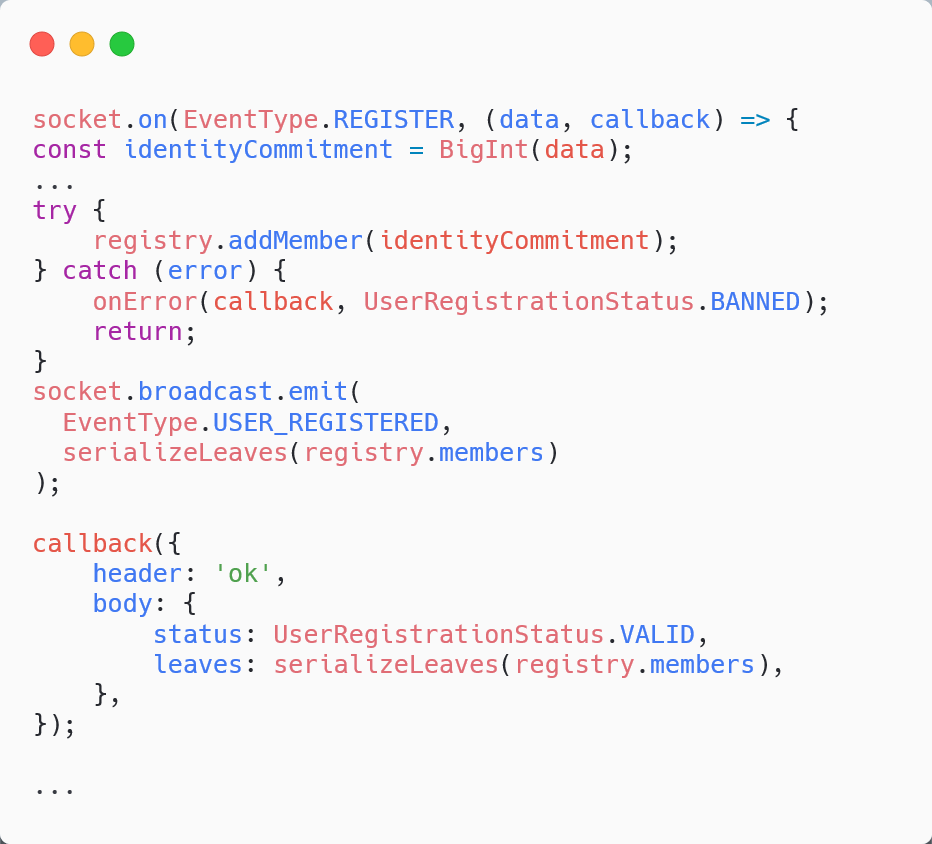 socket.on(EventType.REGISTER, (data, callback) => {
const identityCommitment = BigInt(data);
...
try {
    registry.addMember(identityCommitment);
} catch (error) {
    onError(callback, UserRegistrationStatus.BANNED);
    return;
}
socket.broadcast.emit(
  EventType.USER_REGISTERED,
  serializeLeaves(registry.members)
);

callback({
    header: 'ok',
    body: {
        status: UserRegistrationStatus.VALID,
        leaves: serializeLeaves(registry.members),
    },
});

...